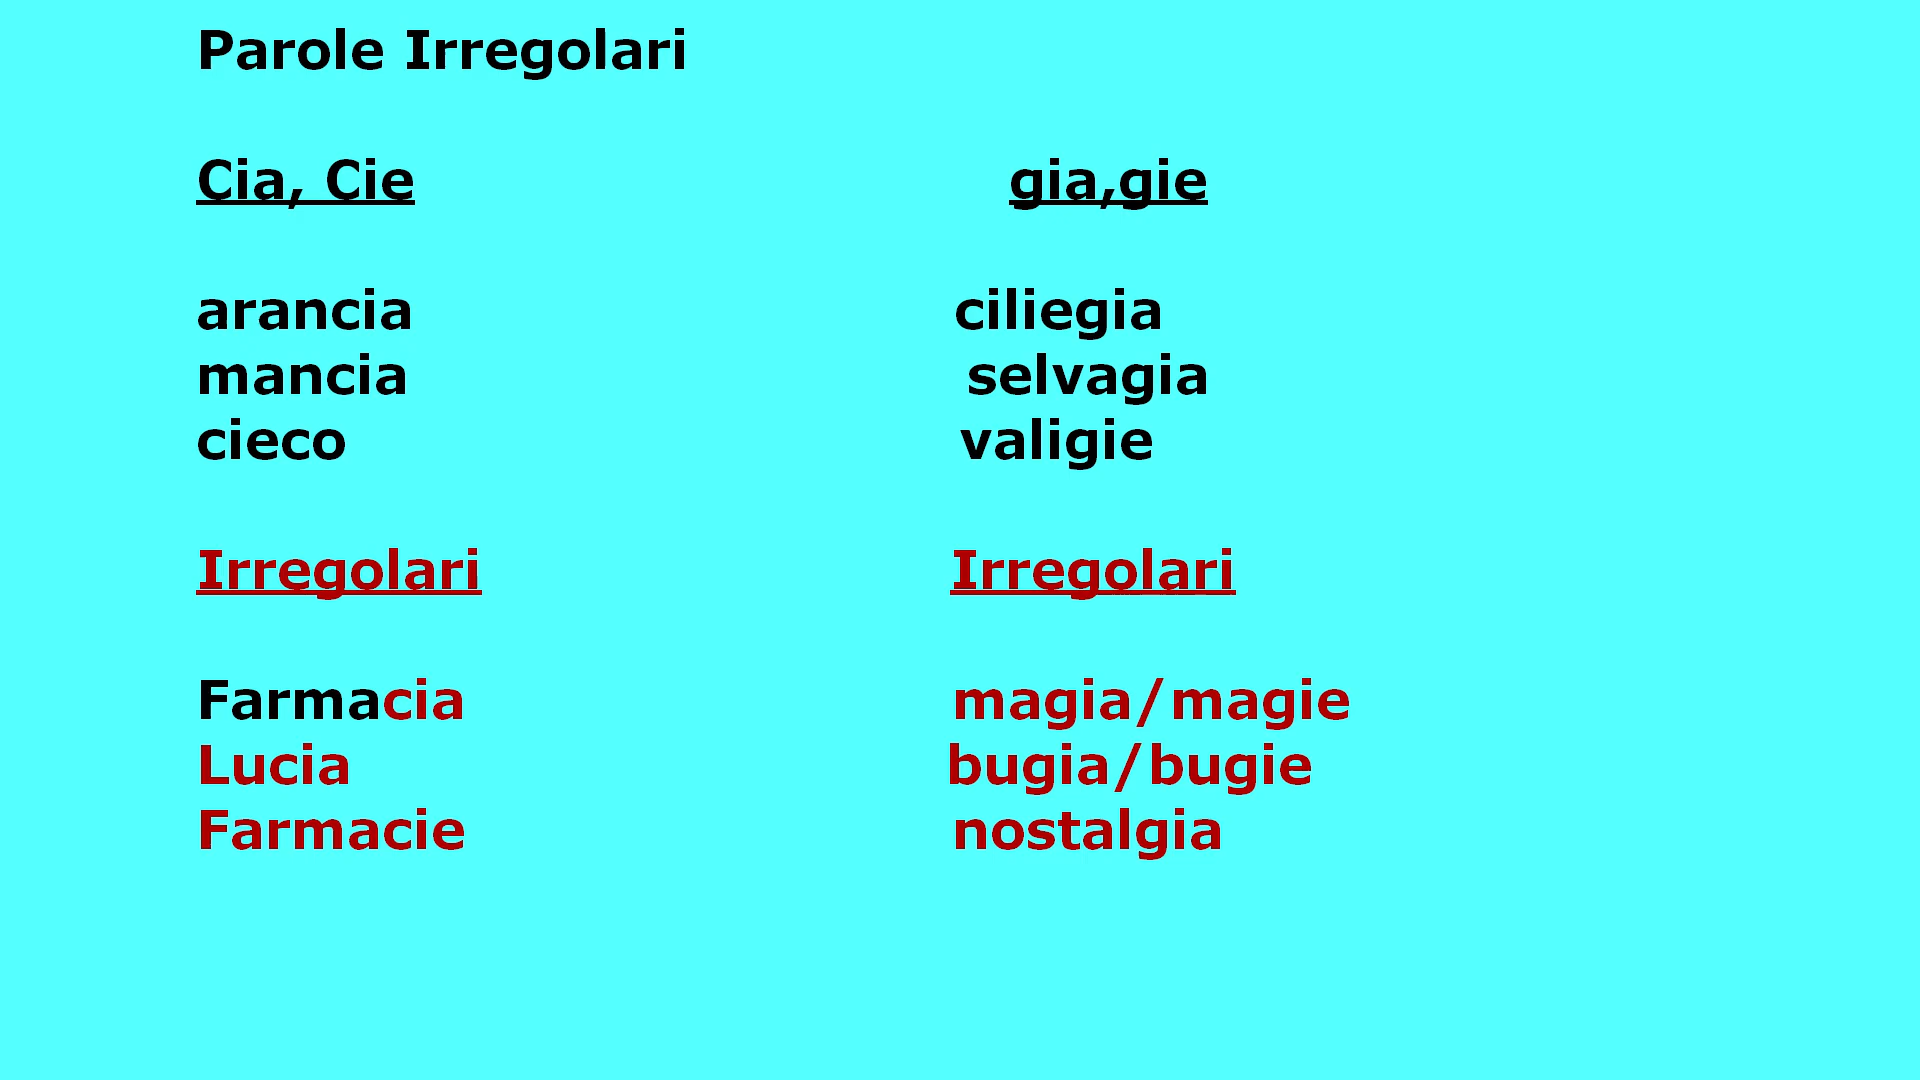 Parole Irregolari
Cia, Cie gia,gie
arancia ciliegia
mancia selvagia
cieco valigie
Irregolari Irregolari
Farmacia magia/magie
Lucia bugia/bugie
Farmacie nostalgia